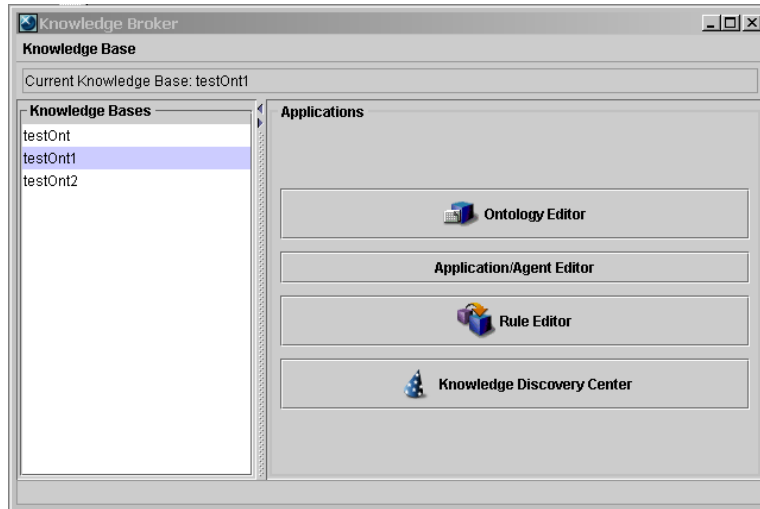 Knowledge Broker
Knowledge Base
Current Knowledge Base: testOnt1
Knowledge Bases
testOnt
testOnt1
testOnt2
Applications
Ontology Editor
Application/Agent Editor
Rule Editor
Knowledge Discovery Center